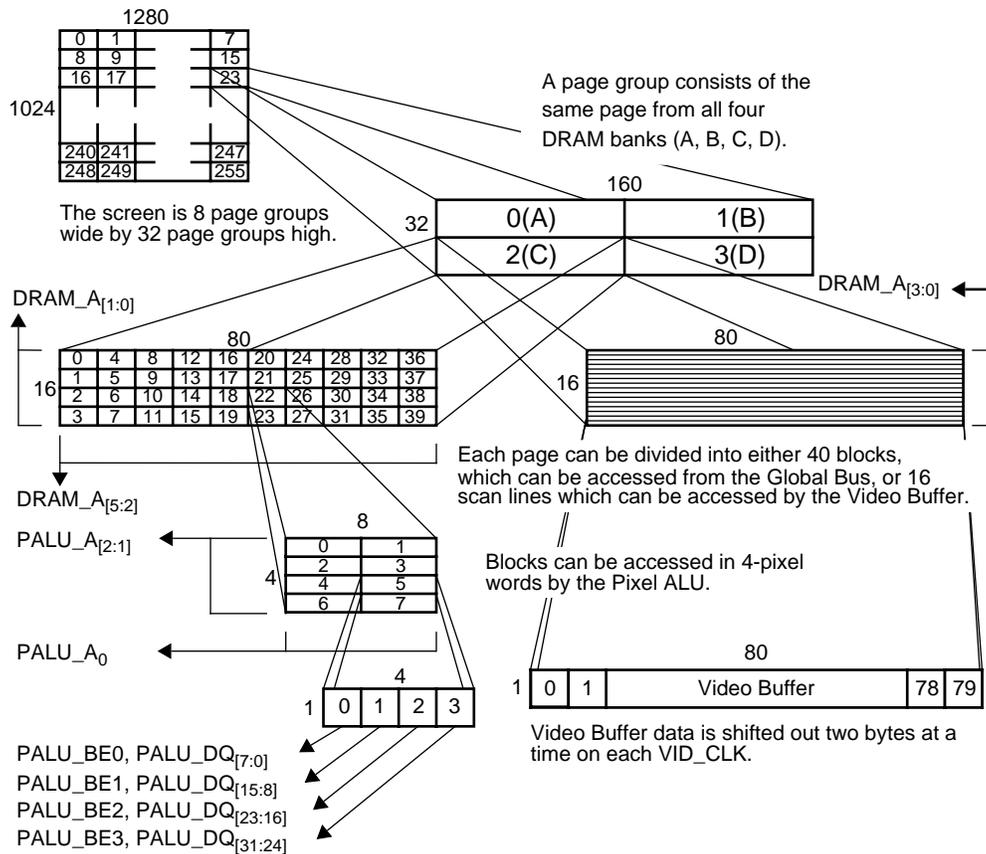 1280
0 1 7
8 9 15
16 17 23
1024
240 241 247
248 249 255
The screen is 8 page groups
wide by 32 page groups high.
A page group consists of the
same page from all four
DRAM banks (A, B, C, D).
160
32
0(A) 1(B)
2(C) 3(D)
DRAM_A[3:0]
DRAM_A[1:0]
80
16
0 4 8 12 16 20 24 28 32 36
1 5 9 13 17 21 25 29 33 37
2 6 10 14 18 22 26 30 34 38
3 7 11 15 19 23 27 31 35 39
DRAM_A[5:2]
80
16
Each page can be divided into either 40 blocks,
which can be accessed from the Global Bus, or 16
scan lines which can be accessed by the Video Buffer.
PALU_A[2:1]
8
4
0 1
2 3
4 5
6 7
PALU_A0
Blocks can be accessed in 4-pixel
words by the Pixel ALU.
4
1
0 1 2 3
PALU_BE0, PALU_DQ[7:0]
PALU_BE1, PALU_DQ[15:8]
PALU_BE2, PALU_DQ[23:16]
PALU_BE3, PALU_DQ[31:24]
80
1
0 1 Video Buffer 78 79
Video Buffer data is shifted out two bytes at a
time on each VID_CLK.